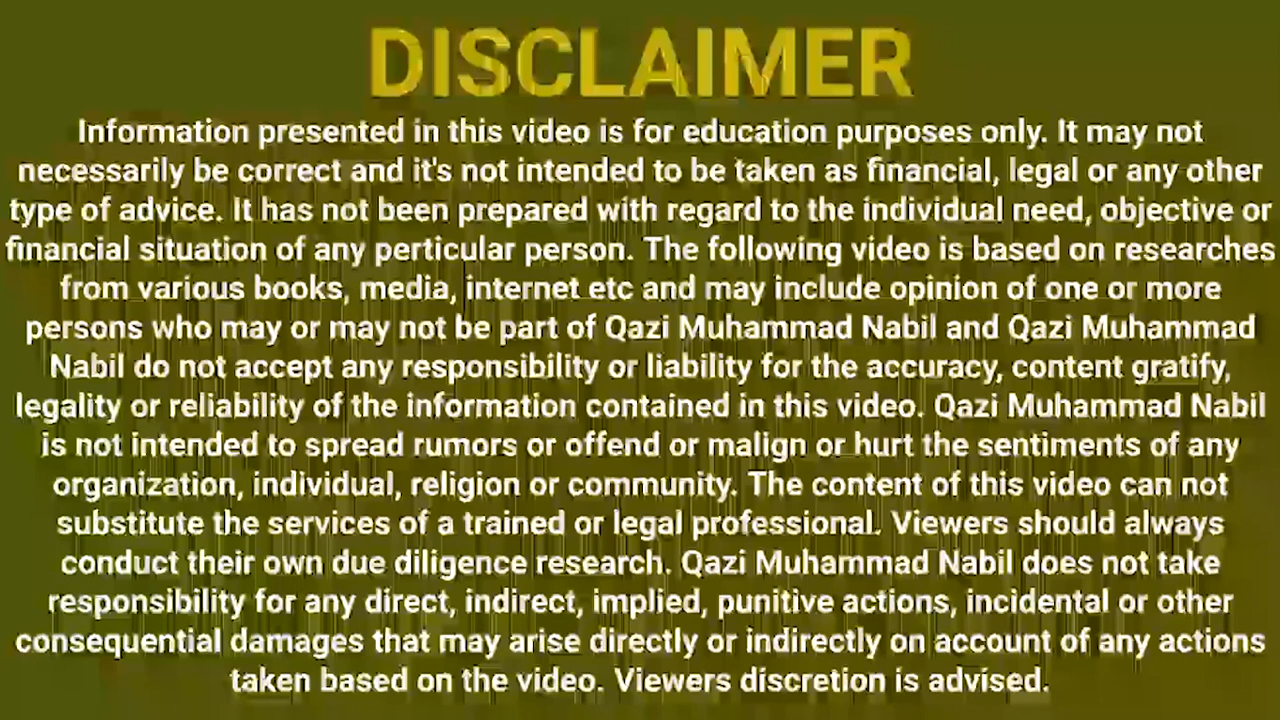 DISCLAIMER
Information presented in this video is for education purposes only. It may not
necessarily be correct and it's not intended to be taken as financial, legal or any other
type of advice. It has not been prepared with regard to the individual need, objective or
financial situation of any perticular person. The following video is based on researches
from various books, media, internet etc and may include opinion of one or more
persons who may or may not be part of Qazi Muhammad Nabil and Qazi Muhammad
Nabil do not accept any responsibility or liability for the accuracy, content gratify,
legality or reliability of the information contained in this video. Qazi Muhammad Nabil
is not intended to spread rumors or offend or malign or hurt the sentiments of any
organization, individual, religion or community. The content of this video can not
substitute the services of a trained or legal professional. Viewers should always
conduct their own due diligence research. Qazi Muhammad Nabil does not take
responsibility for any direct, indirect, implied, punitive actions, incidental or other
consequential damages that may arise directly or indirectly on account of any actions
taken based on the video. Viewers discretion is advised.